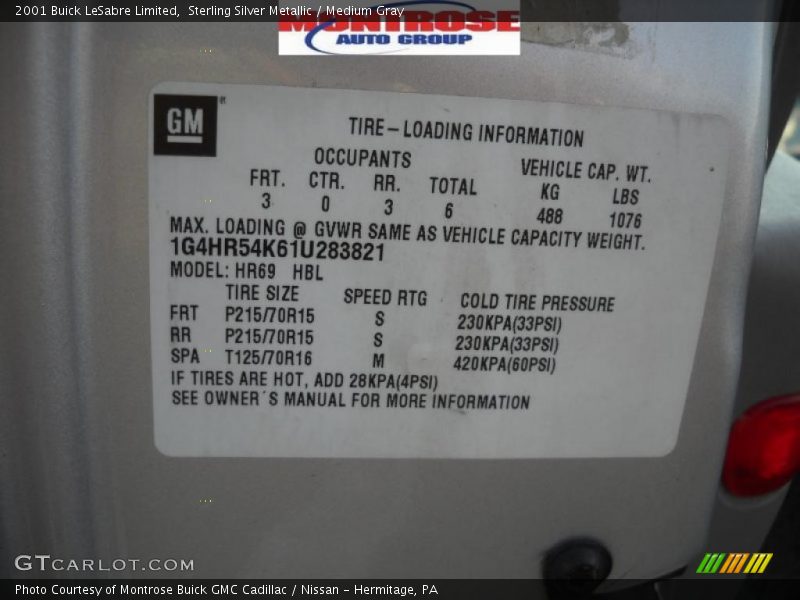 2001 Buick LeSabre Limited,  Sterling Silver Metallic / Medium Gray
MONTROSE
AUTO GROUP
GM
TIRE-LOADING INFORMATION
OCCUPANTS VEHICLE CAP. WT.
FRT. CTR. RR. TOTAL KG LBS
3 0 3 6 488 1076
MAX. LOADING @ GVWR SAME AS VEHICLE CAPACITY WEIGHT.
1G4HR54K61U283821
MODEL: HR69 HBL
TIRE SIZE SPEED RTG COLD TIRE PRESSURE
FRT P215/70R15 S 230KPA(33PSI)
RR P215/70R15 S 230KPA(33PSI)
SPA T125/70R16 M 420KPA(60PSI)
IF TIRES ARE HOT, ADD 28KPA(4PSI)
SEE OWNER´S MANUAL FOR MORE INFORMATION
GTCARLOT.COM
Photo Courtesy of Montrose Buick GMC Cadillac / Nissan - Hermitage, PA